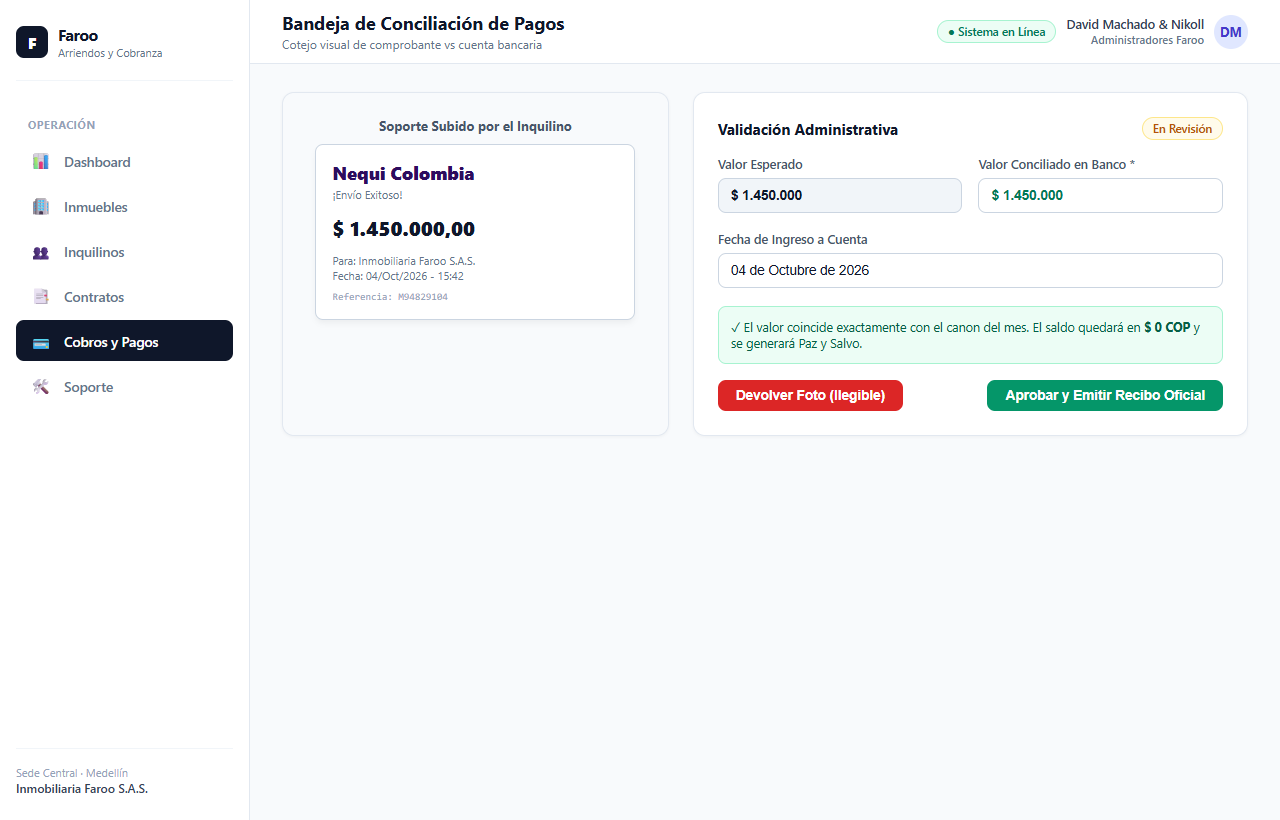 F
Faroo
Arriendos y Cobranza
OPERACIÓN
Dashboard
Inmuebles
Inquilinos
Contratos
Cobros y Pagos
Soporte
Sede Central · Medellín
Inmobiliaria Faroo S.A.S.
Bandeja de Conciliación de Pagos
Cotejo visual de comprobante vs cuenta bancaria
● Sistema en Línea
David Machado & Nikoll
Administradores Faroo
DM
Soporte Subido por el Inquilino
Nequi Colombia
¡Envío Exitoso!
$ 1.450.000,00
Para: Inmobiliaria Faroo S.A.S.
Fecha: 04/Oct/2026 - 15:42
Referencia: M94829104
Validación Administrativa
En Revisión
Valor Esperado
$ 1.450.000
Valor Conciliado en Banco *
$ 1.450.000
Fecha de Ingreso a Cuenta
04 de Octubre de 2026
✓ El valor coincide exactamente con el canon del mes. El saldo quedará en $ 0 COP y
se generará Paz y Salvo.
Devolver Foto (Ilegible)
Aprobar y Emitir Recibo Oficial